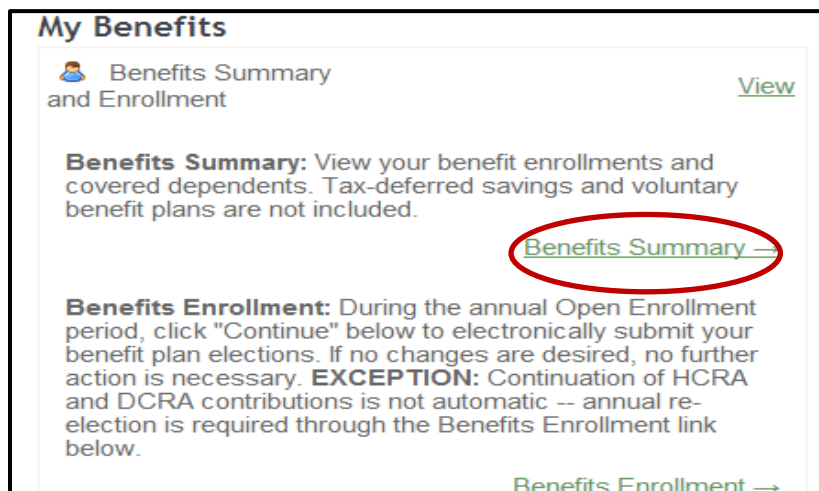 My Benefits
Benefits Summary
and Enrollment
View
Benefits Summary: View your benefit enrollments and
covered dependents. Tax-deferred savings and voluntary
benefit plans are not included.
Benefits Summary →
Benefits Enrollment: During the annual Open Enrollment
period, click "Continue" below to electronically submit your
benefit plan elections. If no changes are desired, no further
action is necessary. EXCEPTION: Continuation of HCRA
and DCRA contributions is not automatic -- annual re-
election is required through the Benefits Enrollment link
below.
Benefits Enrollment →